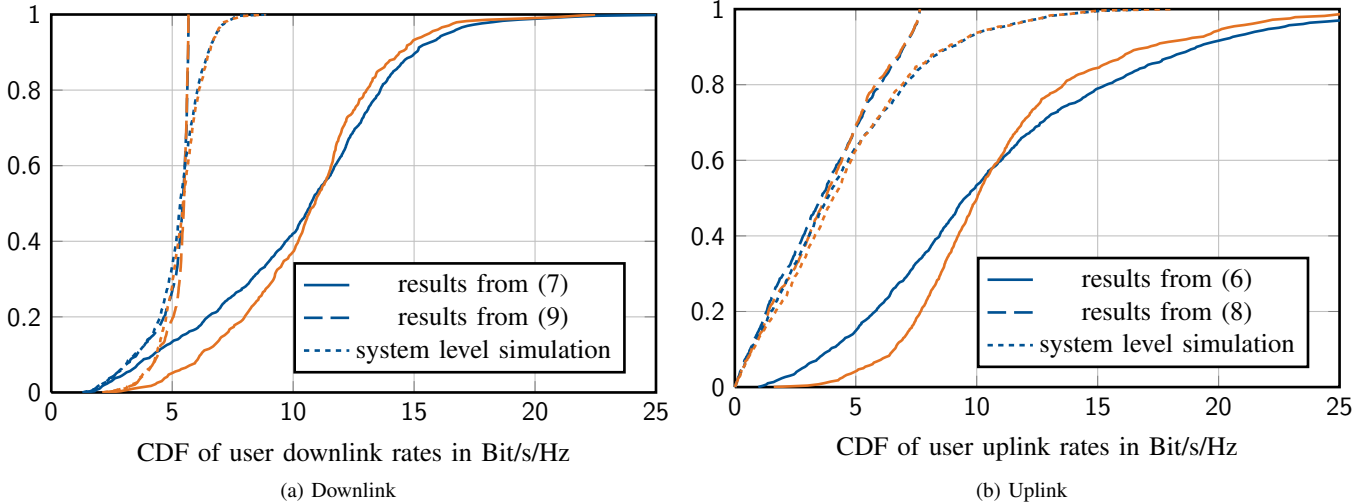 1
0.8
0.6
0.4
0.2
0
0 5 10 15 20 25
results from (7)
results from (9)
system level simulation
CDF of user downlink rates in Bit/s/Hz
(a) Downlink
1
0.8
0.6
0.4
0.2
0
0 5 10 15 20 25
results from (6)
results from (8)
system level simulation
CDF of user uplink rates in Bit/s/Hz
(b) Uplink